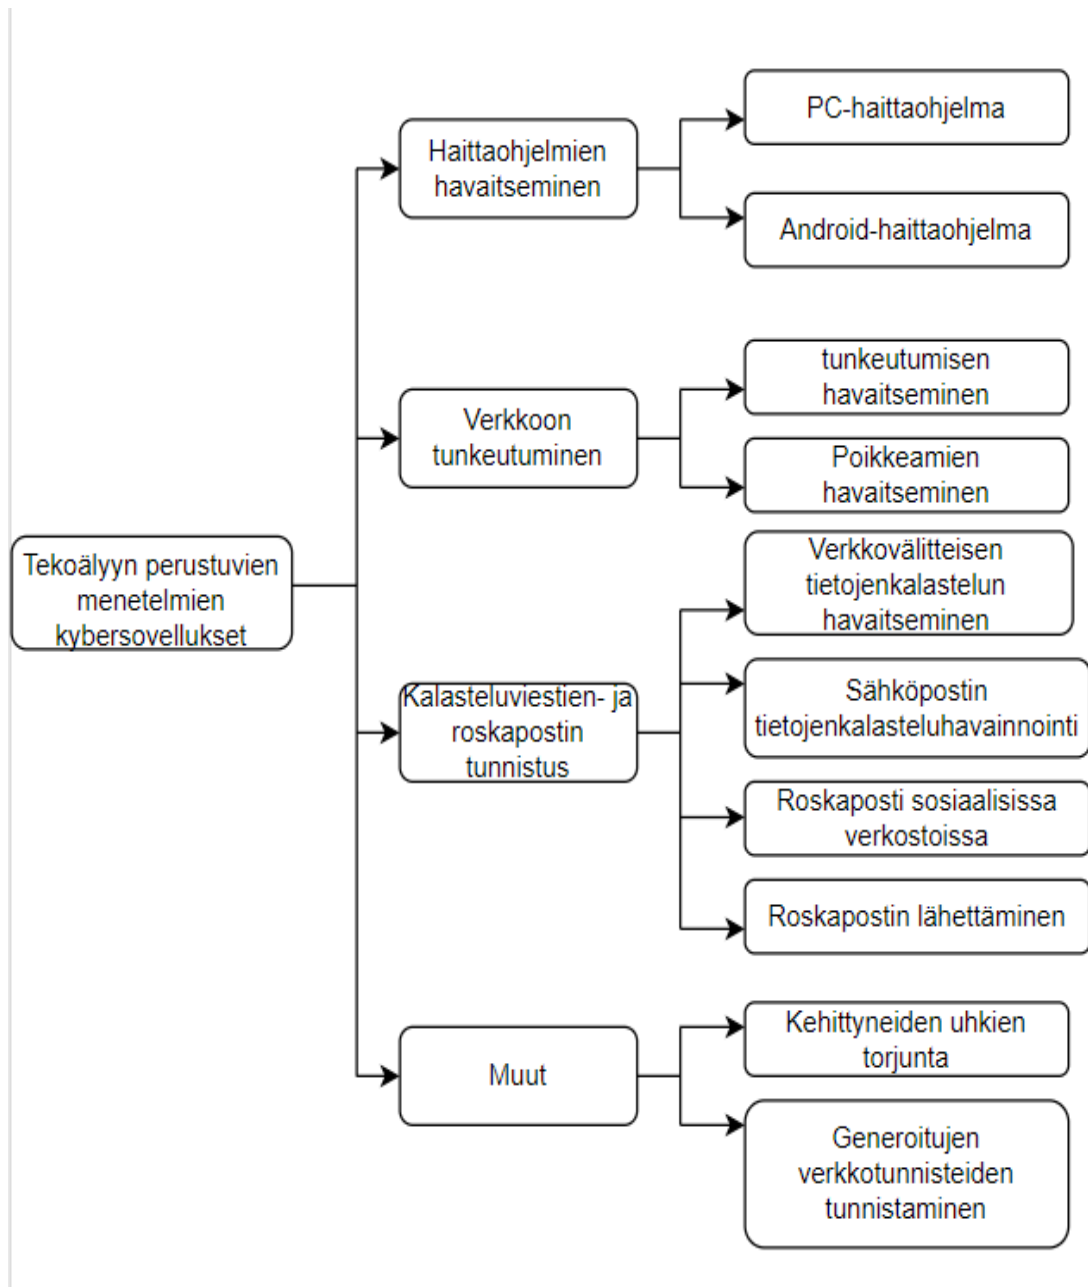 Tekoälyyn perustuvien
menetelmien
kybersovellukset
Haittaohjelmien
havaitseminen
PC-haittaohjelma
Android-haittaohjelma
Verkkoon
tunkeutuminen
tunkeutumisen
havaitseminen
Poikkeamien
havaitseminen
Kalasteluviestien- ja
roskapostin
tunnistus
Verkkovälitteisen
tietojenkalastelun
havaitseminen
Sähköpostin
tietojenkalasteluhavainnointi
Roskaposti sosiaalisissa
verkostoissa
Roskapostin lähettäminen
Muut
Kehittyneiden uhkien
torjunta
Generoitujen
verkkotunnisteiden
tunnistaminen